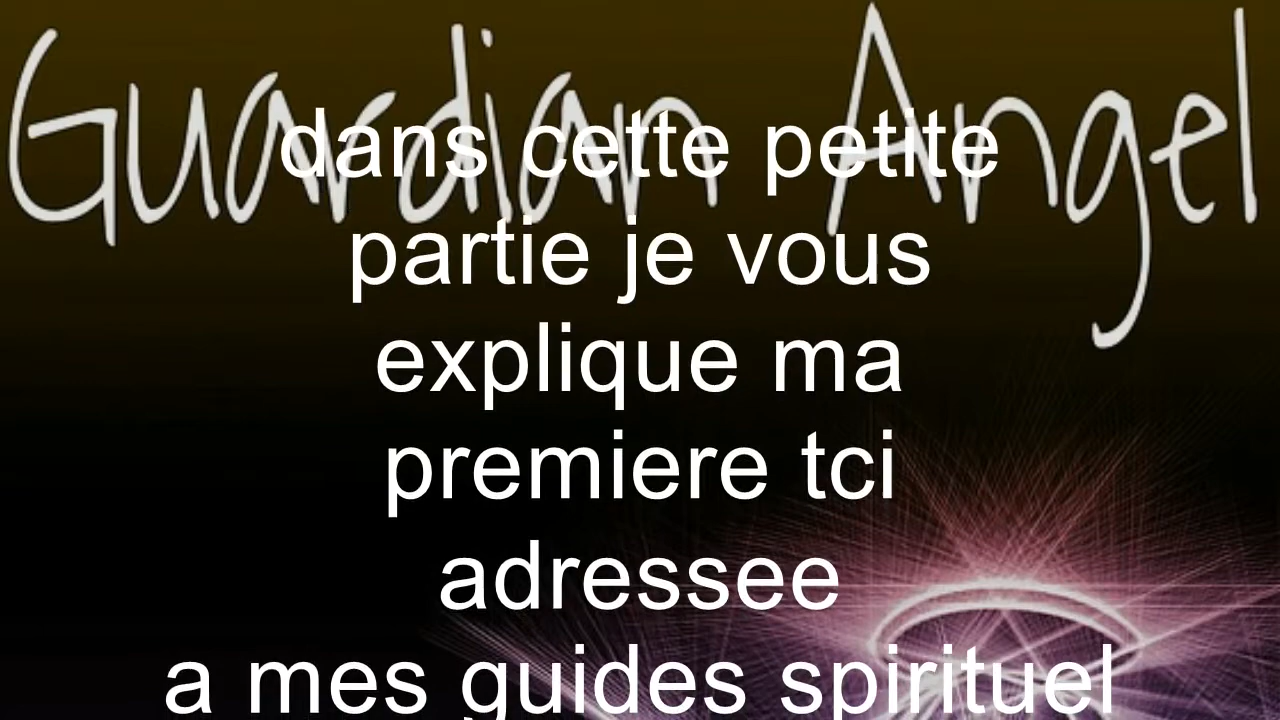 Guardian Angel
dans cette petite
partie je vous
explique ma
premiere tci
adressee
a mes guides spirituel